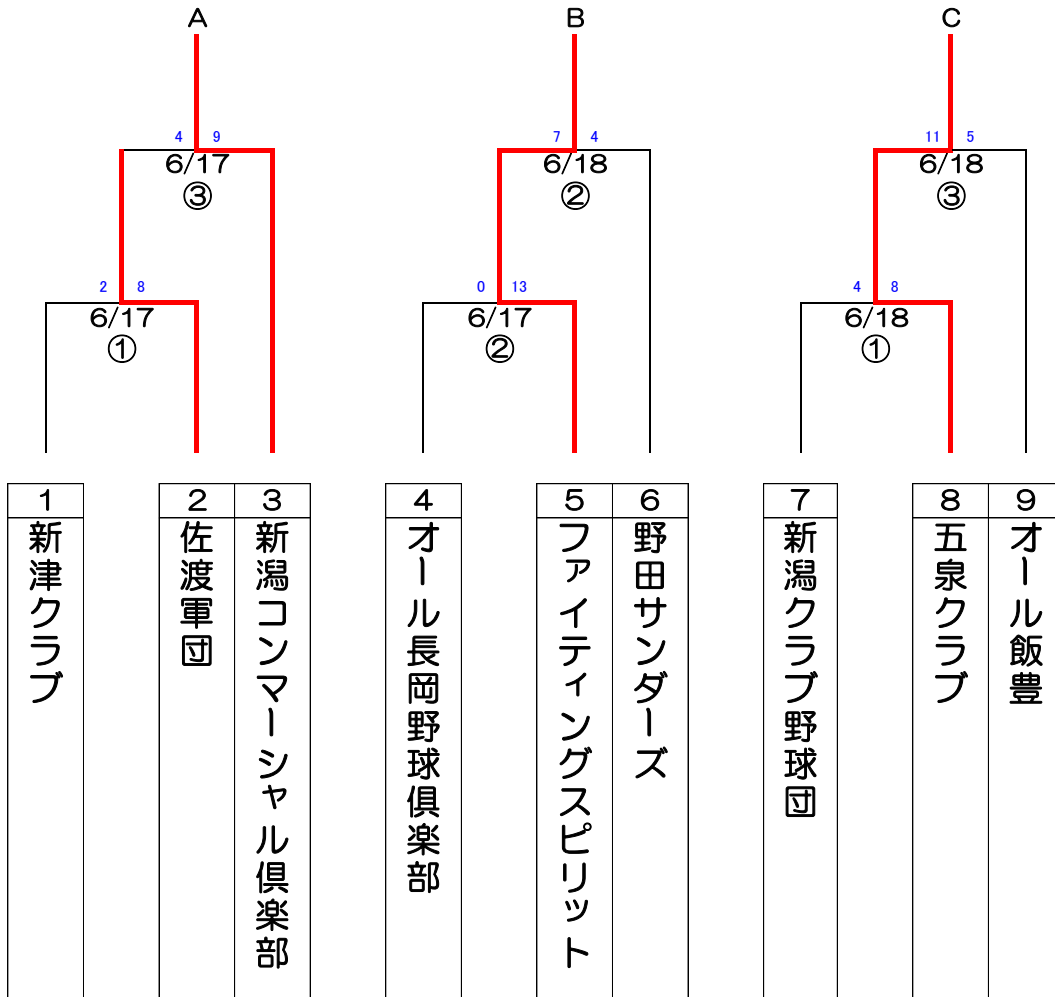 A
B
C
4 9
7 4
11 5
6/17
6/18
6/18
③
②
③
2 8
0 13
4 8
6/17
6/17
6/18
①
②
①
1
2
3
4
5
6
7
8
9
新津クラブ
佐渡軍団
新潟コンマーシャル倶楽部
オール長岡野球倶楽部
ファイティングスピリット
野田サンダーズ
新潟クラブ野球団
五泉クラブ
オール飯豊